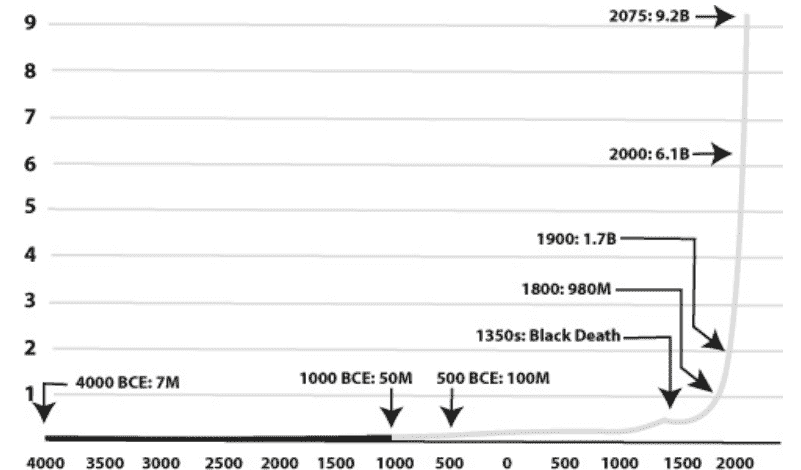 9
2075: 9.2B
8
7
2000: 6.1B
6
5
1900: 1.7B
4
1800: 980M
3
1350s: Black Death
2
4000 BCE: 7M
1000 BCE: 50M
500 BCE: 100M
1
4000 3500 3000 2500 2000 1500 1000 500 0 500 1000 1500 2000